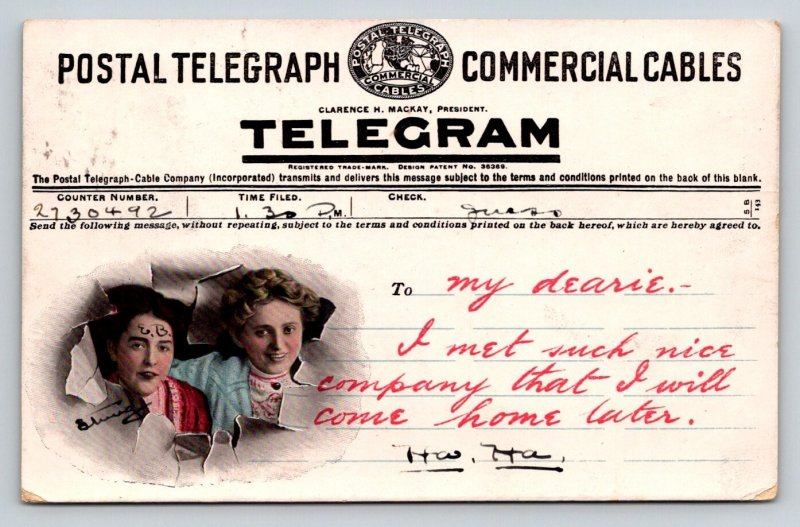 POSTAL TELEGRAPH COMMERCIAL CABLES
POSTAL TELEGRAPH
COMMERCIAL
CABLES
CLARENCE H. MACKAY, PRESIDENT.
TELEGRAM
REGISTERED TRADE-MARK. DESIGN PATENT No. 36369.
The Postal Telegraph-Cable Company (Incorporated) transmits and delivers this message subject to the terms and conditions printed on the back of this blank.
COUNTER NUMBER. TIME FILED. CHECK.
2730492 1.30 P.M. guess
S B 143
Send the following message, without repeating, subject to the terms and conditions printed on the back hereof, which are hereby agreed to.
To my dearie.-
I met such nice
company that I will
come home later.
Ha, Ha.
E.B.